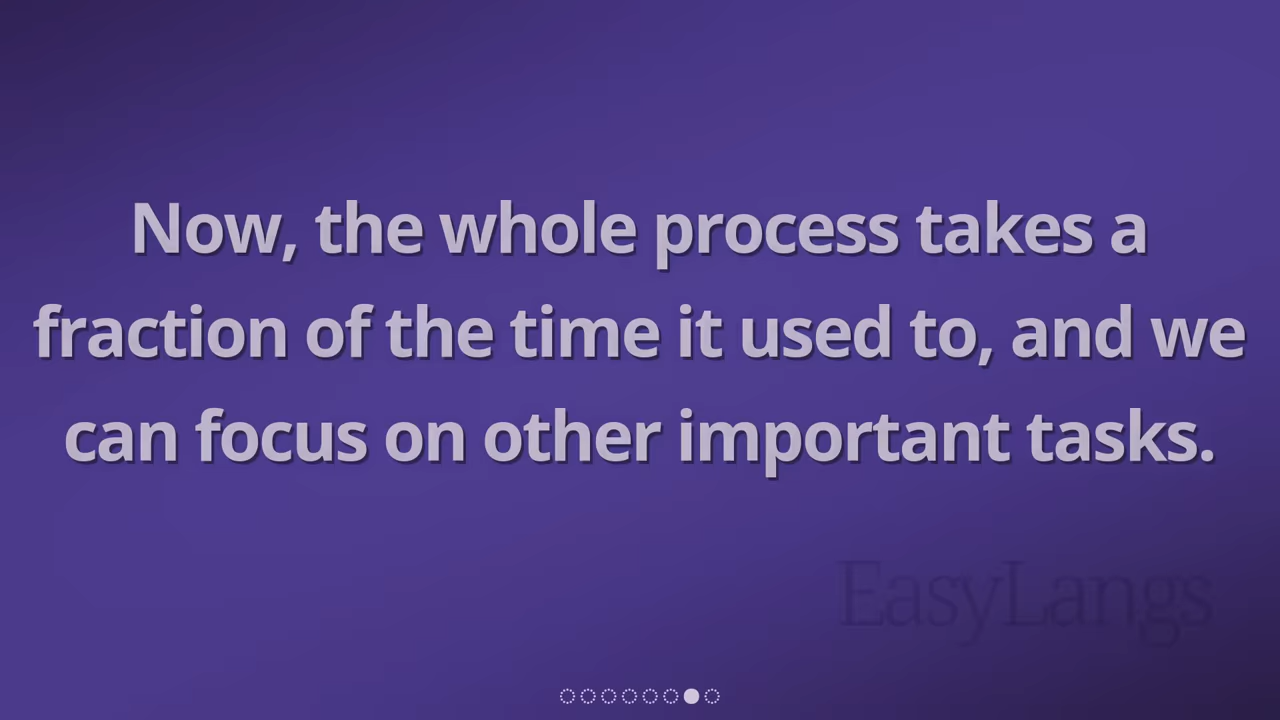 Now, the whole process takes a
fraction of the time it used to, and we
can focus on other important tasks.
EasyLangs